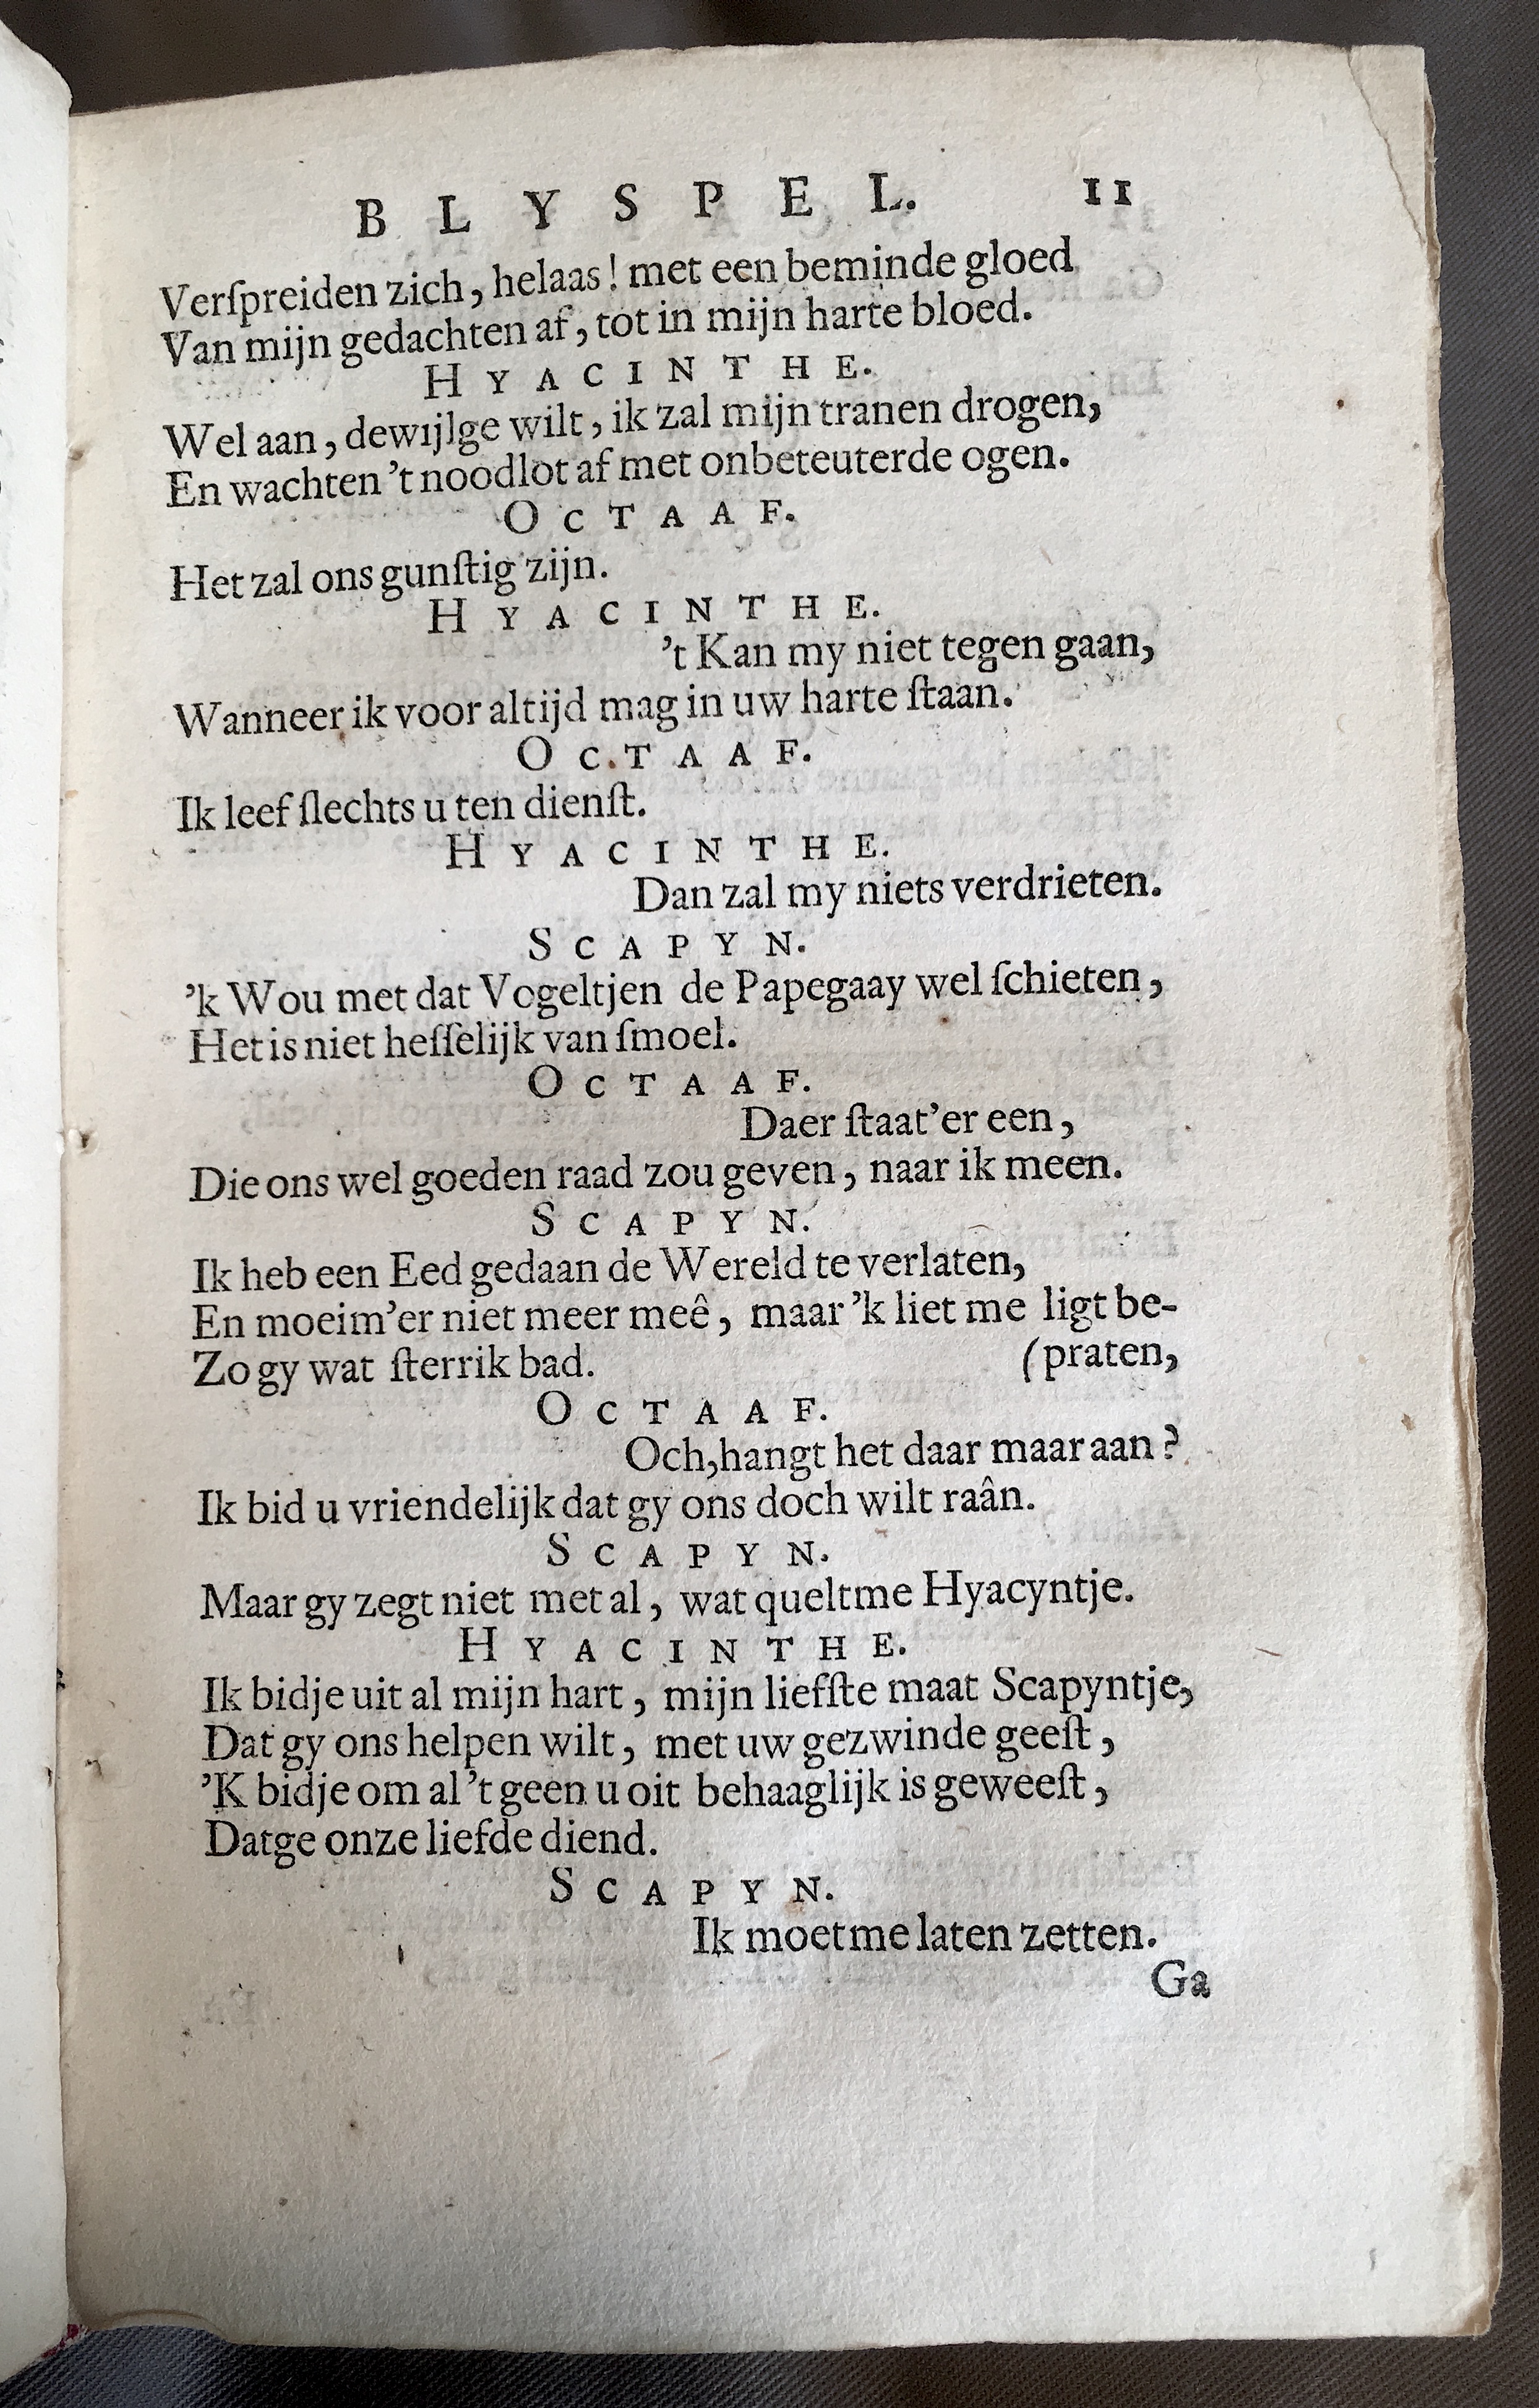 BLYSPEL. 11
Verſpreiden zich, helaas! met een beminde gloed
Van mijn gedachten af, tot in mijn harte bloed.
HYACINTHE.
Wel aan, dewijlge wilt, ik zal mijn tranen drogen,
En wachten 't noodlot af met onbeteuterde ogen.
OCTAAF.
Het zal ons gunſtig zijn.
HYACINTHE.
't Kan my niet tegen gaan,
Wanneer ik voor altijd mag in uw harte ſtaan.
OCTAAF.
Ik leef ſlechts u ten dienſt.
HYACINTHE.
Dan zal my niets verdrieten.
SCAPYN.
'k Wou met dat Vogeltjen de Papegaay wel ſchieten,
Het is niet heſſelijk van ſmoel.
OCTAAF.
Daer ſtaat'er een,
Die ons wel goeden raad zou geven, naar ik meen.
SCAPYN.
Ik heb een Eed gedaan de Wereld te verlaten,
En moeim'er niet meer meê, maar 'k liet me ligt be-
Zo gy wat ſterrik bad. (praten,
OCTAAF.
Och, hangt het daar maar aan?
Ik bid u vriendelijk dat gy ons doch wilt raân.
SCAPYN.
Maar gy zegt niet met al, wat queltme Hyacyntje.
HYACINTHE.
Ik bidje uit al mijn hart, mijn liefſte maat Scapyntje,
Dat gy ons helpen wilt, met uw gezwinde geeſt,
'K bidje om al 't geen u oit behaaglijk is geweeſt,
Datge onze liefde diend.
SCAPYN.
Ik moetme laten zetten.
Ga